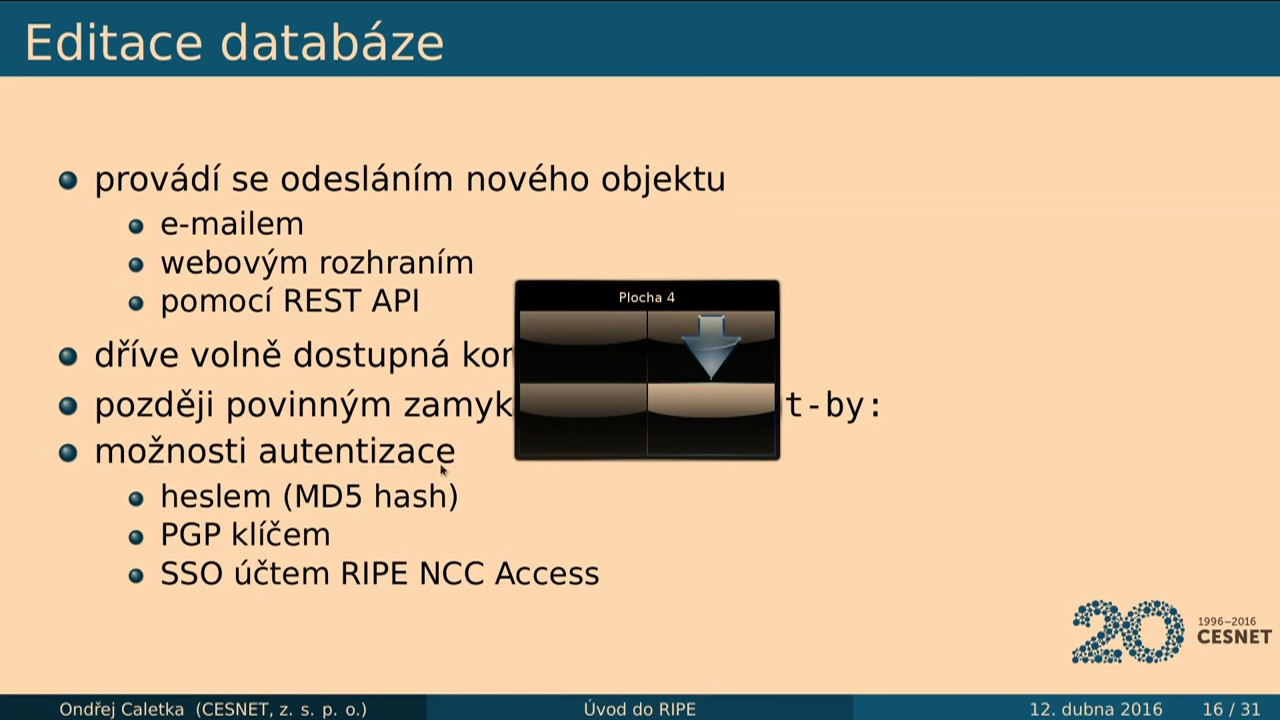 Editace databáze
provádí se odesláním nového objektu
e-mailem
webovým rozhraním
pomocí REST API
Plocha 4
dříve volně dostupná
později povinným t-by:
možnosti autentizace
heslem (MD5 hash)
PGP klíčem
SSO účtem RIPE NCC Access
20
1996–2016
CESNET
Ondřej Caletka (CESNET, z. s. p. o.)
Úvod do RIPE
12. dubna 2016
16 / 31